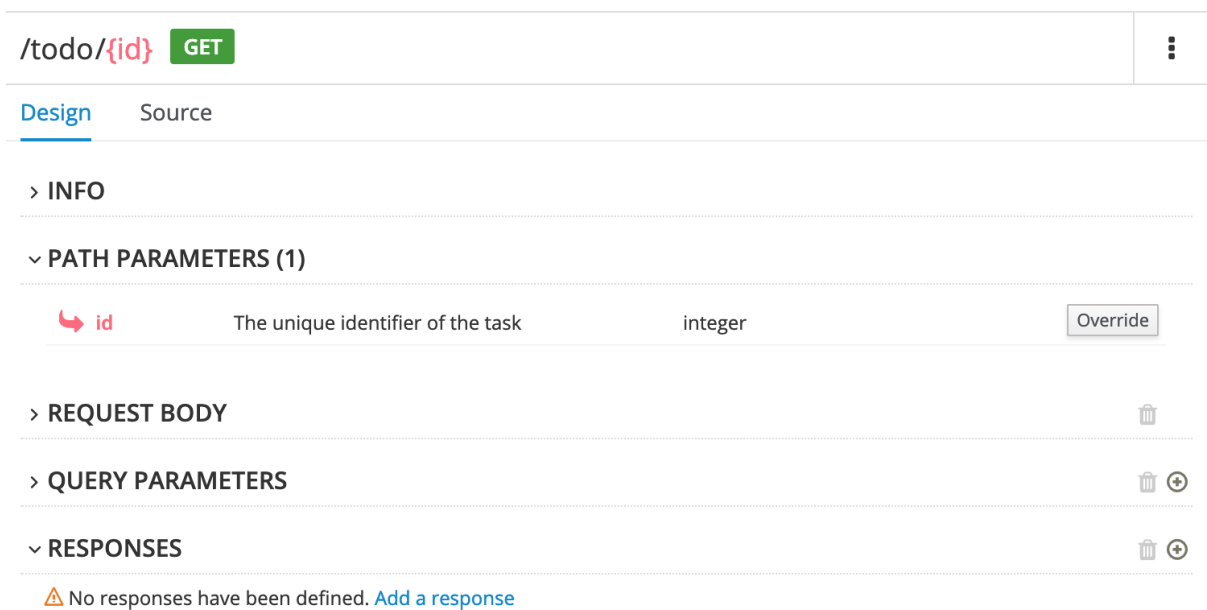 /todo/{id} GET
Design Source
INFO
PATH PARAMETERS (1)
id The unique identifier of the task integer Override
REQUEST BODY
QUERY PARAMETERS
RESPONSES
No responses have been defined. Add a response